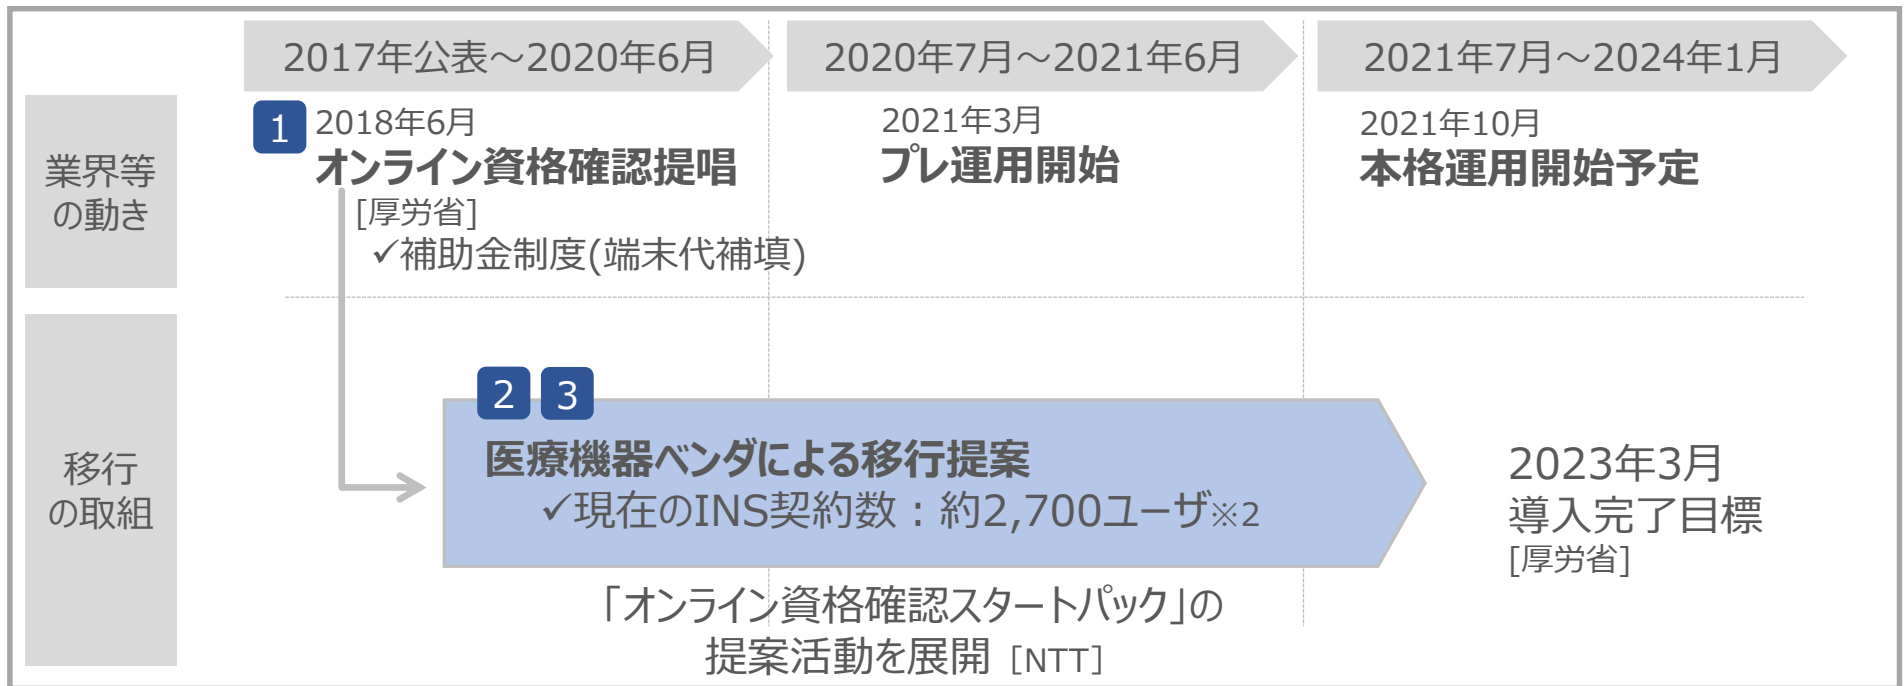 2017年公表～2020年6月
2020年7月～2021年6月
2021年7月～2024年1月
業界等
の動き
1
2018年6月
オンライン資格確認提唱
[厚労省]
✓補助金制度(端末代補填)
2021年3月
プレ運用開始
2021年10月
本格運用開始予定
移行
の取組
2 3
医療機器ベンダによる移行提案
✓現在のINS契約数：約2,700ユーザ※2
「オンライン資格確認スタートパック」の
提案活動を展開［NTT］
2023年3月
導入完了目標
[厚労省]